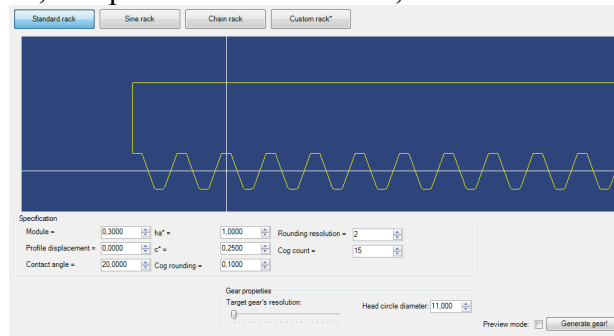 Standard rack Sine rack Chain rack Custom rack*
Specification
Module = 0,3000 ha* = 1,0000 Rounding resolution = 2
Profile displacement = 0,0000 c* = 0,2500 Cog count = 15
Contact angle = 20,0000 Cog rounding = 0,1000
Gear properties
Target gear's resolution: Head circle diameter: 11,000
Preview mode: Generate gear!